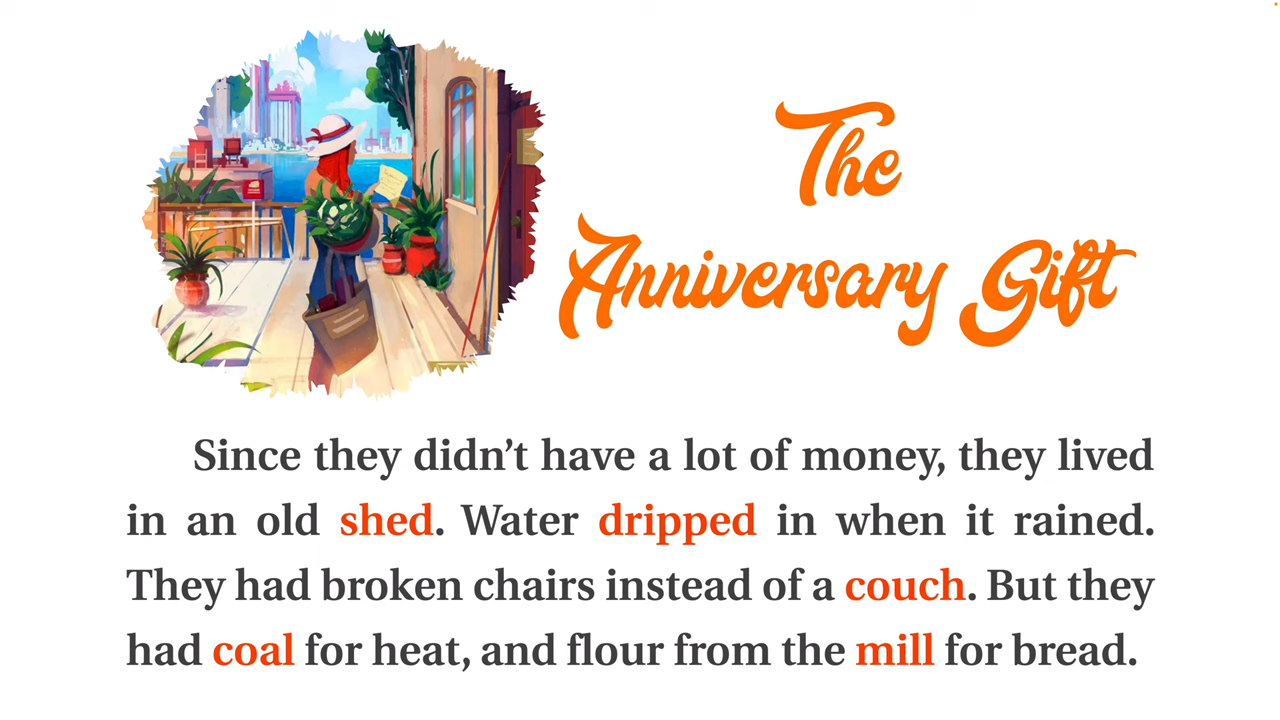 The
Anniversary Gift
Since they didn’t have a lot of money, they lived
in an old shed. Water dripped in when it rained.
They had broken chairs instead of a couch. But they
had coal for heat, and flour from the mill for bread.